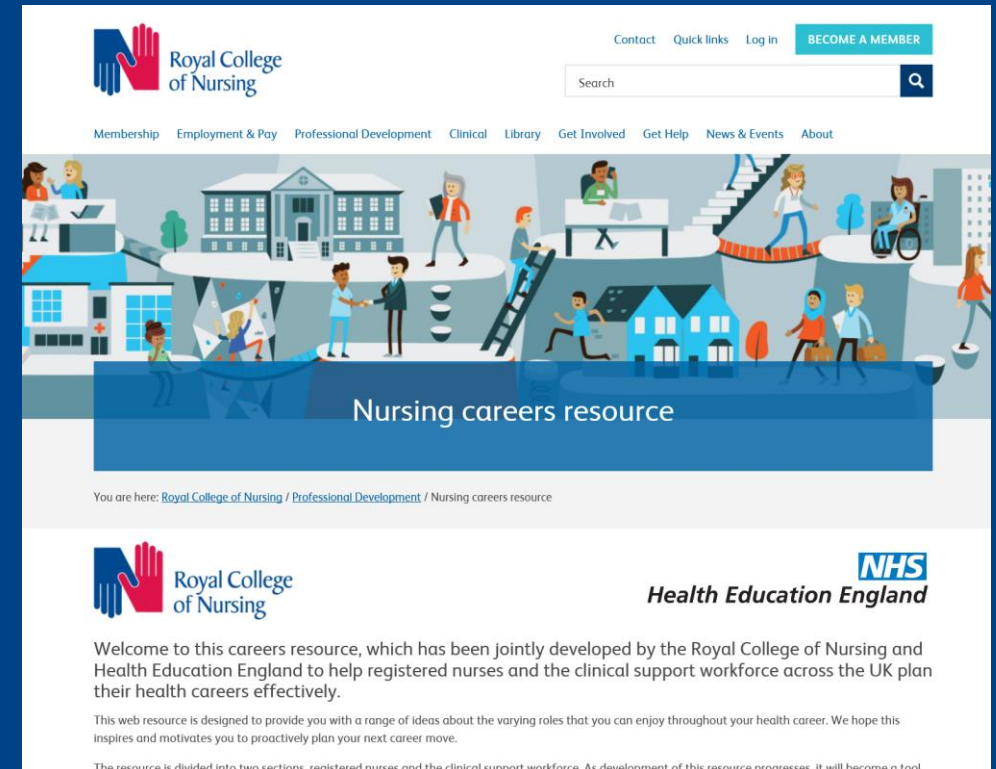 Royal College
of Nursing
Contact Quick links Log in BECOME A MEMBER
Search
Membership Employment & Pay Professional Development Clinical Library Get Involved Get Help News & Events About
Nursing careers resource
You are here: Royal College of Nursing / Professional Development / Nursing careers resource
Royal College
of Nursing
NHS
Health Education England
Welcome to this careers resource, which has been jointly developed by the Royal College of Nursing and
Health Education England to help registered nurses and the clinical support workforce across the UK plan
their health careers effectively.
This web resource is designed to provide you with a range of ideas about the varying roles that you can enjoy throughout your health career. We hope this
inspires and motivates you to proactively plan your next career move.
The resource is divided into two sections, registered nurses and the clinical support workforce. As development of this resource progresses, it will become a tool